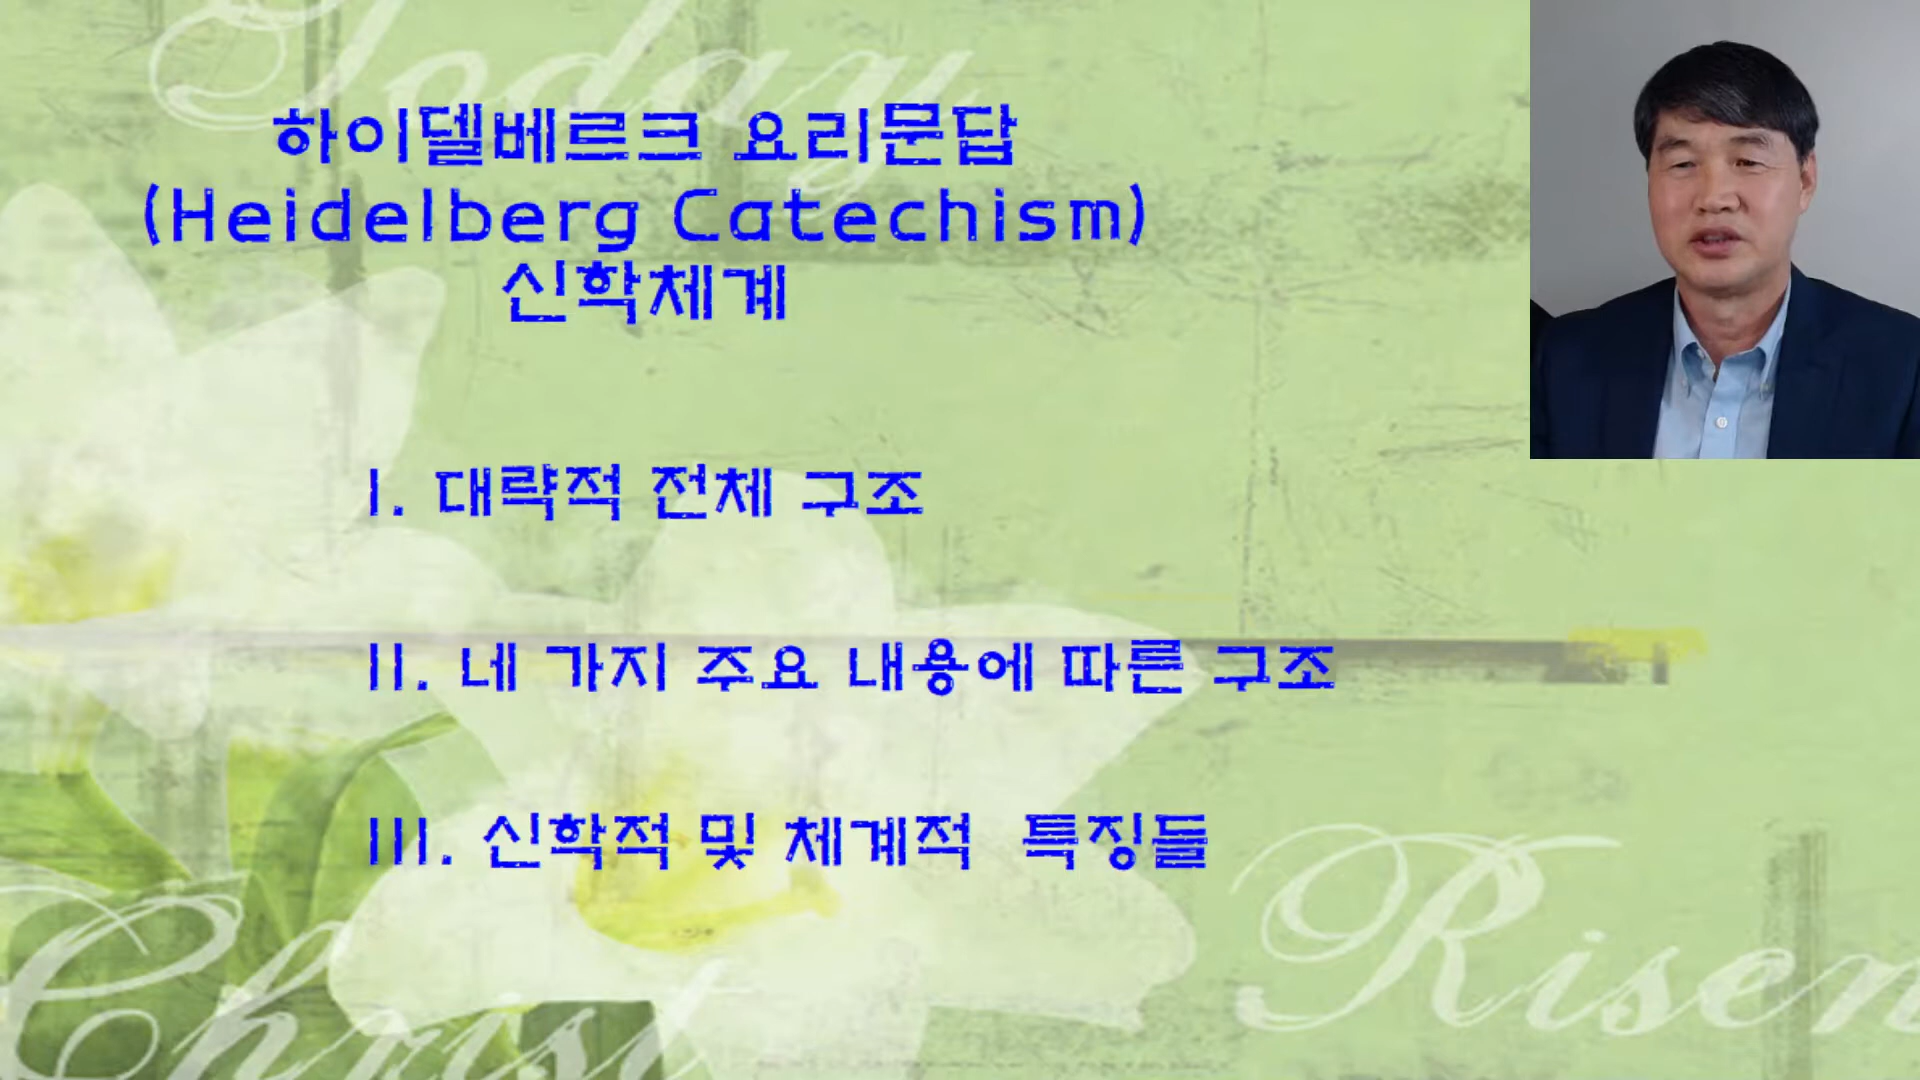 Today
하이델베르크 요리문답
(Heidelberg Catechism)
신학체계
I. 대략적 전체 구조
II. 네 가지 주요 내용에 따른 구조
III. 신학적 및 체계적 특징들
Christ
Risen